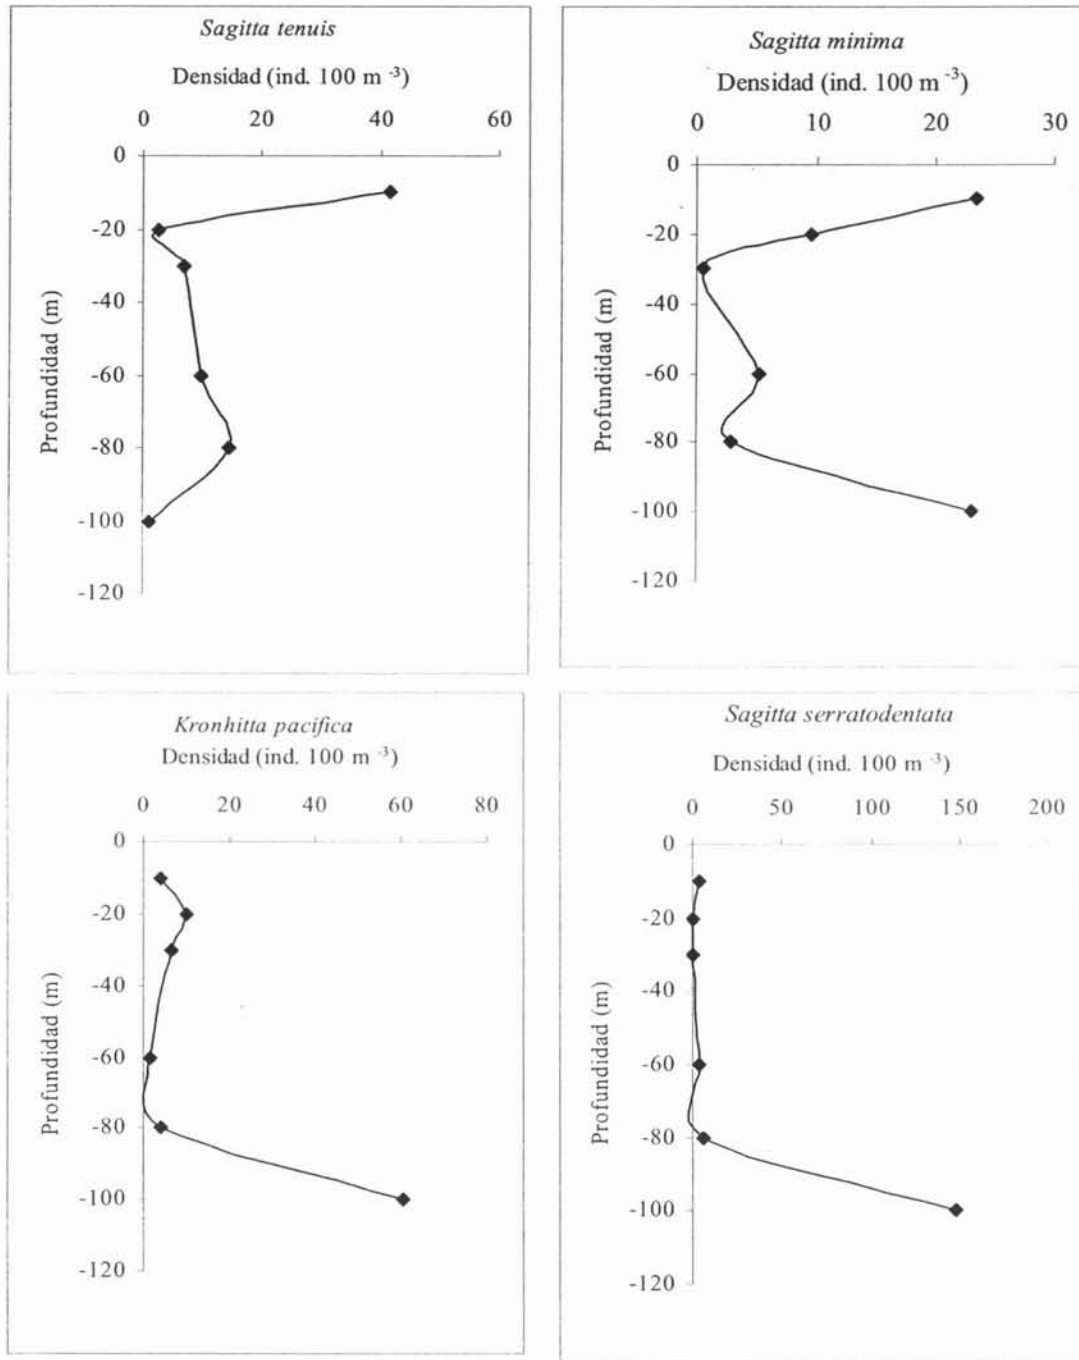 Sagitta tenuis
Densidad (ind. 100 m -3)
0 20 40 60
0
-20
-40
-60
-80
-100
-120
Profundidad (m)
Sagitta minima
Densidad (ind. 100 m -3)
0 10 20 30
0
-20
-40
-60
-80
-100
-120
Profundidad (m)
Kronhitta pacifica
Densidad (ind. 100 m -3)
0 20 40 60 80
0
-20
-40
-60
-80
-100
-120
Profundidad (m)
Sagitta serratodentata
Densidad (ind. 100 m -3)
0 50 100 150 200
0
-20
-40
-60
-80
-100
-120
Profundidad (m)